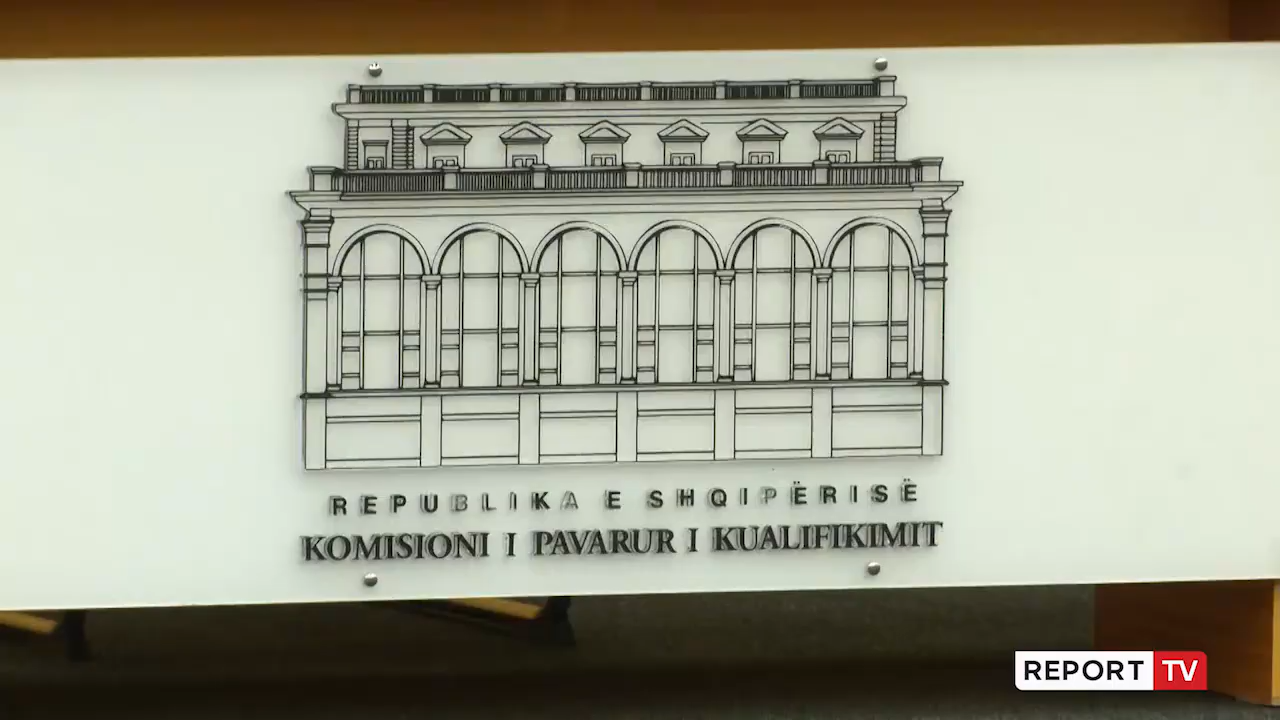 REPUBLIKA E SHQIPËRISË
KOMISIONI I PAVARUR I KUALIFIKIMIT
REPORT TV